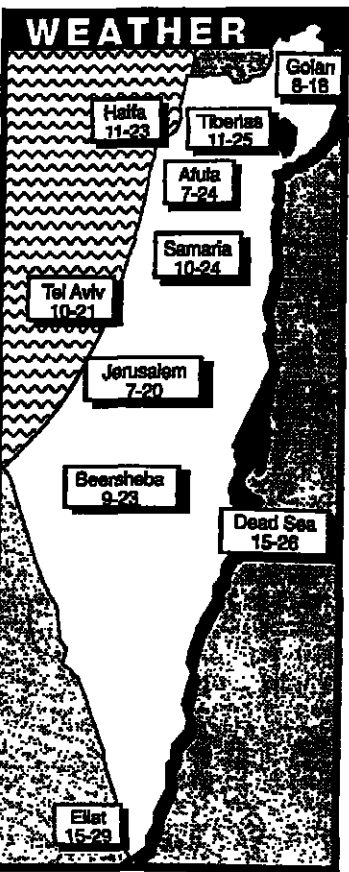 WEATHER
Golan
8-18
Haifa
11-23
Tiberias
11-25
Afula
7-24
Samaria
10-24
Tel Aviv
10-21
Jerusalem
7-20
Beersheba
9-23
Dead Sea
15-26
Eilat
15-29